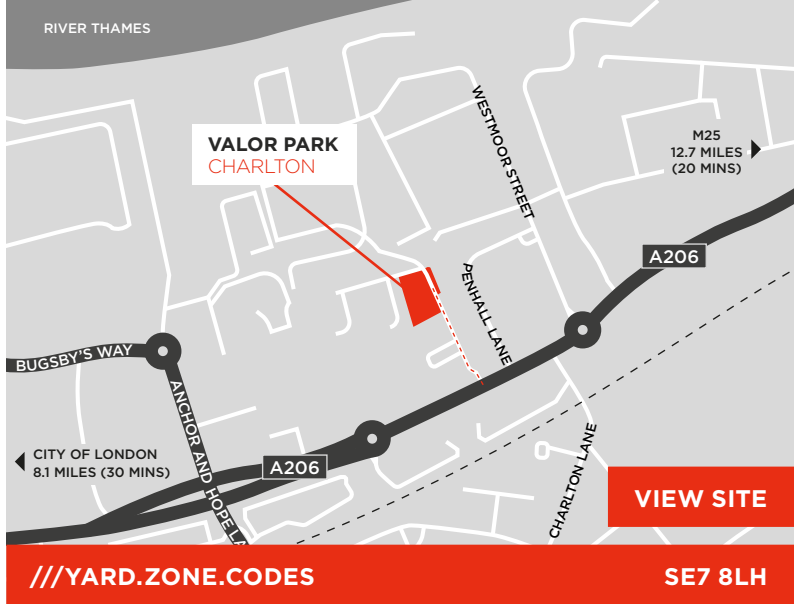 RIVER THAMES
WESTMOOR STREET
VALOR PARK
CHARLTON
M25
12.7 MILES
(20 MINS)
A206
PENHALL LANE
BUGSBY'S WAY
ANCHOR AND HOPE LA
CITY OF LONDON
8.1 MILES (30 MINS)
A206
CHARLTON LANE
VIEW SITE
///YARD.ZONE.CODES
SE7 8LH